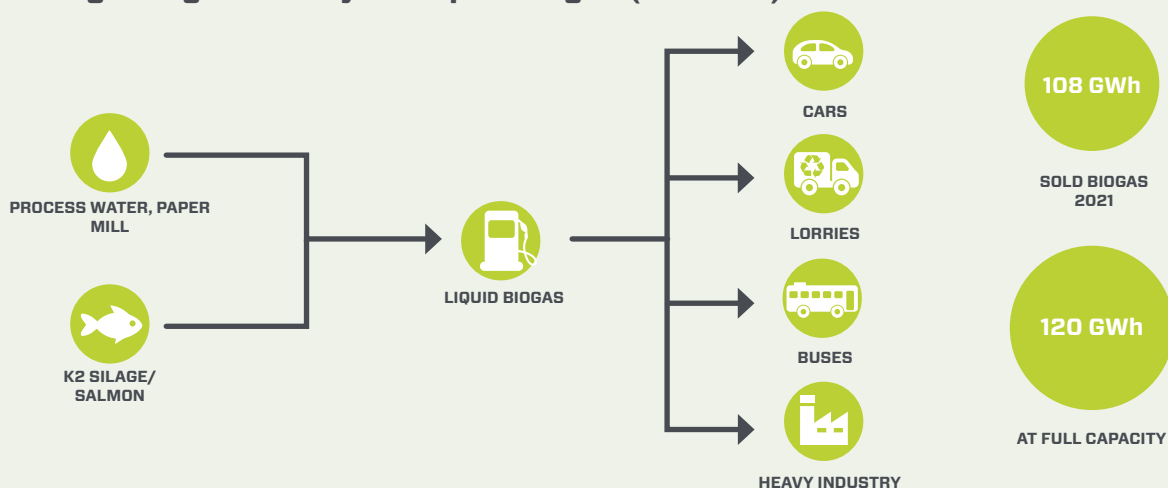 PROCESS WATER, PAPER
MILL
K2 SILAGE/
SALMON
LIQUID BIOGAS
CARS
LORRIES
BUSES
HEAVY INDUSTRY
108 GWh
SOLD BIOGAS
2021
120 GWh
AT FULL CAPACITY